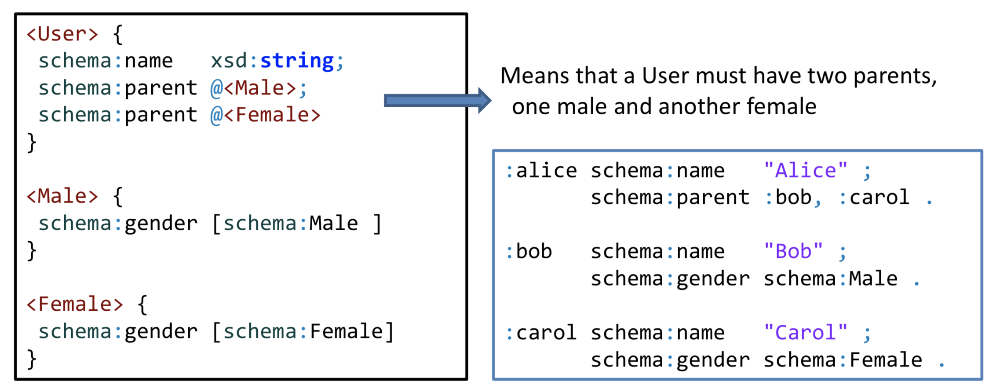 <User> {
 schema:name   xsd:string;
 schema:parent @<Male>;
 schema:parent @<Female>
}

<Male> {
 schema:gender [schema:Male ]
}

<Female> {
 schema:gender [schema:Female]
}
Means that a User must have two parents,
one male and another female
:alice schema:name   "Alice" ;
       schema:parent :bob, :carol .

:bob   schema:name   "Bob" ;
       schema:gender schema:Male .

:carol schema:name   "Carol" ;
       schema:gender schema:Female .